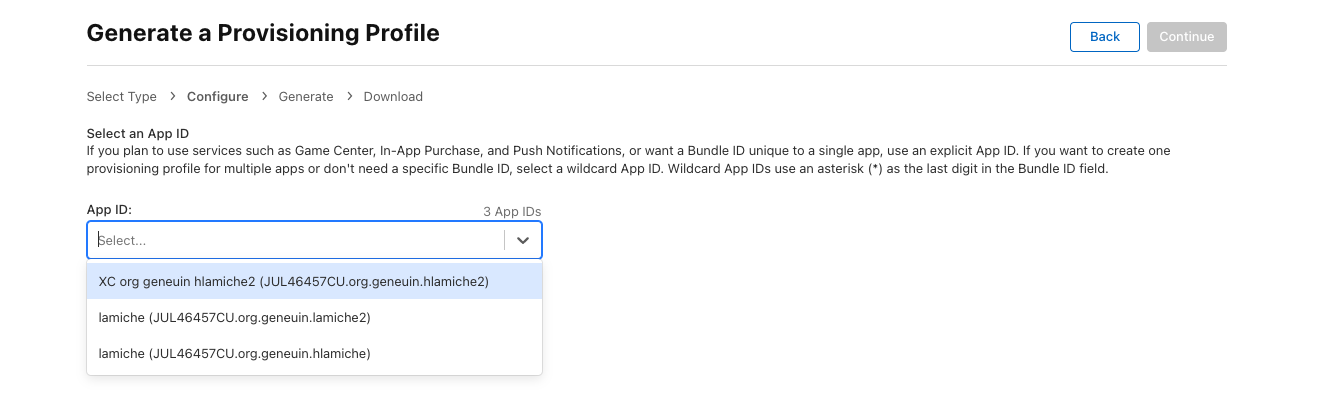 Generate a Provisioning Profile
Back
Continue
Select Type > Configure > Generate > Download
Select an App ID
If you plan to use services such as Game Center, In-App Purchase, and Push Notifications, or want a Bundle ID unique to a single app, use an explicit App ID. If you want to create one
provisioning profile for multiple apps or don't need a specific Bundle ID, select a wildcard App ID. Wildcard App IDs use an asterisk (*) as the last digit in the Bundle ID field.
App ID:
3 App IDs
Select...
XC org geneuin hlamiche2 (JUL46457CU.org.geneuin.hlamiche2)
lamiche (JUL46457CU.org.geneuin.lamiche2)
lamiche (JUL46457CU.org.geneuin.hlamiche)